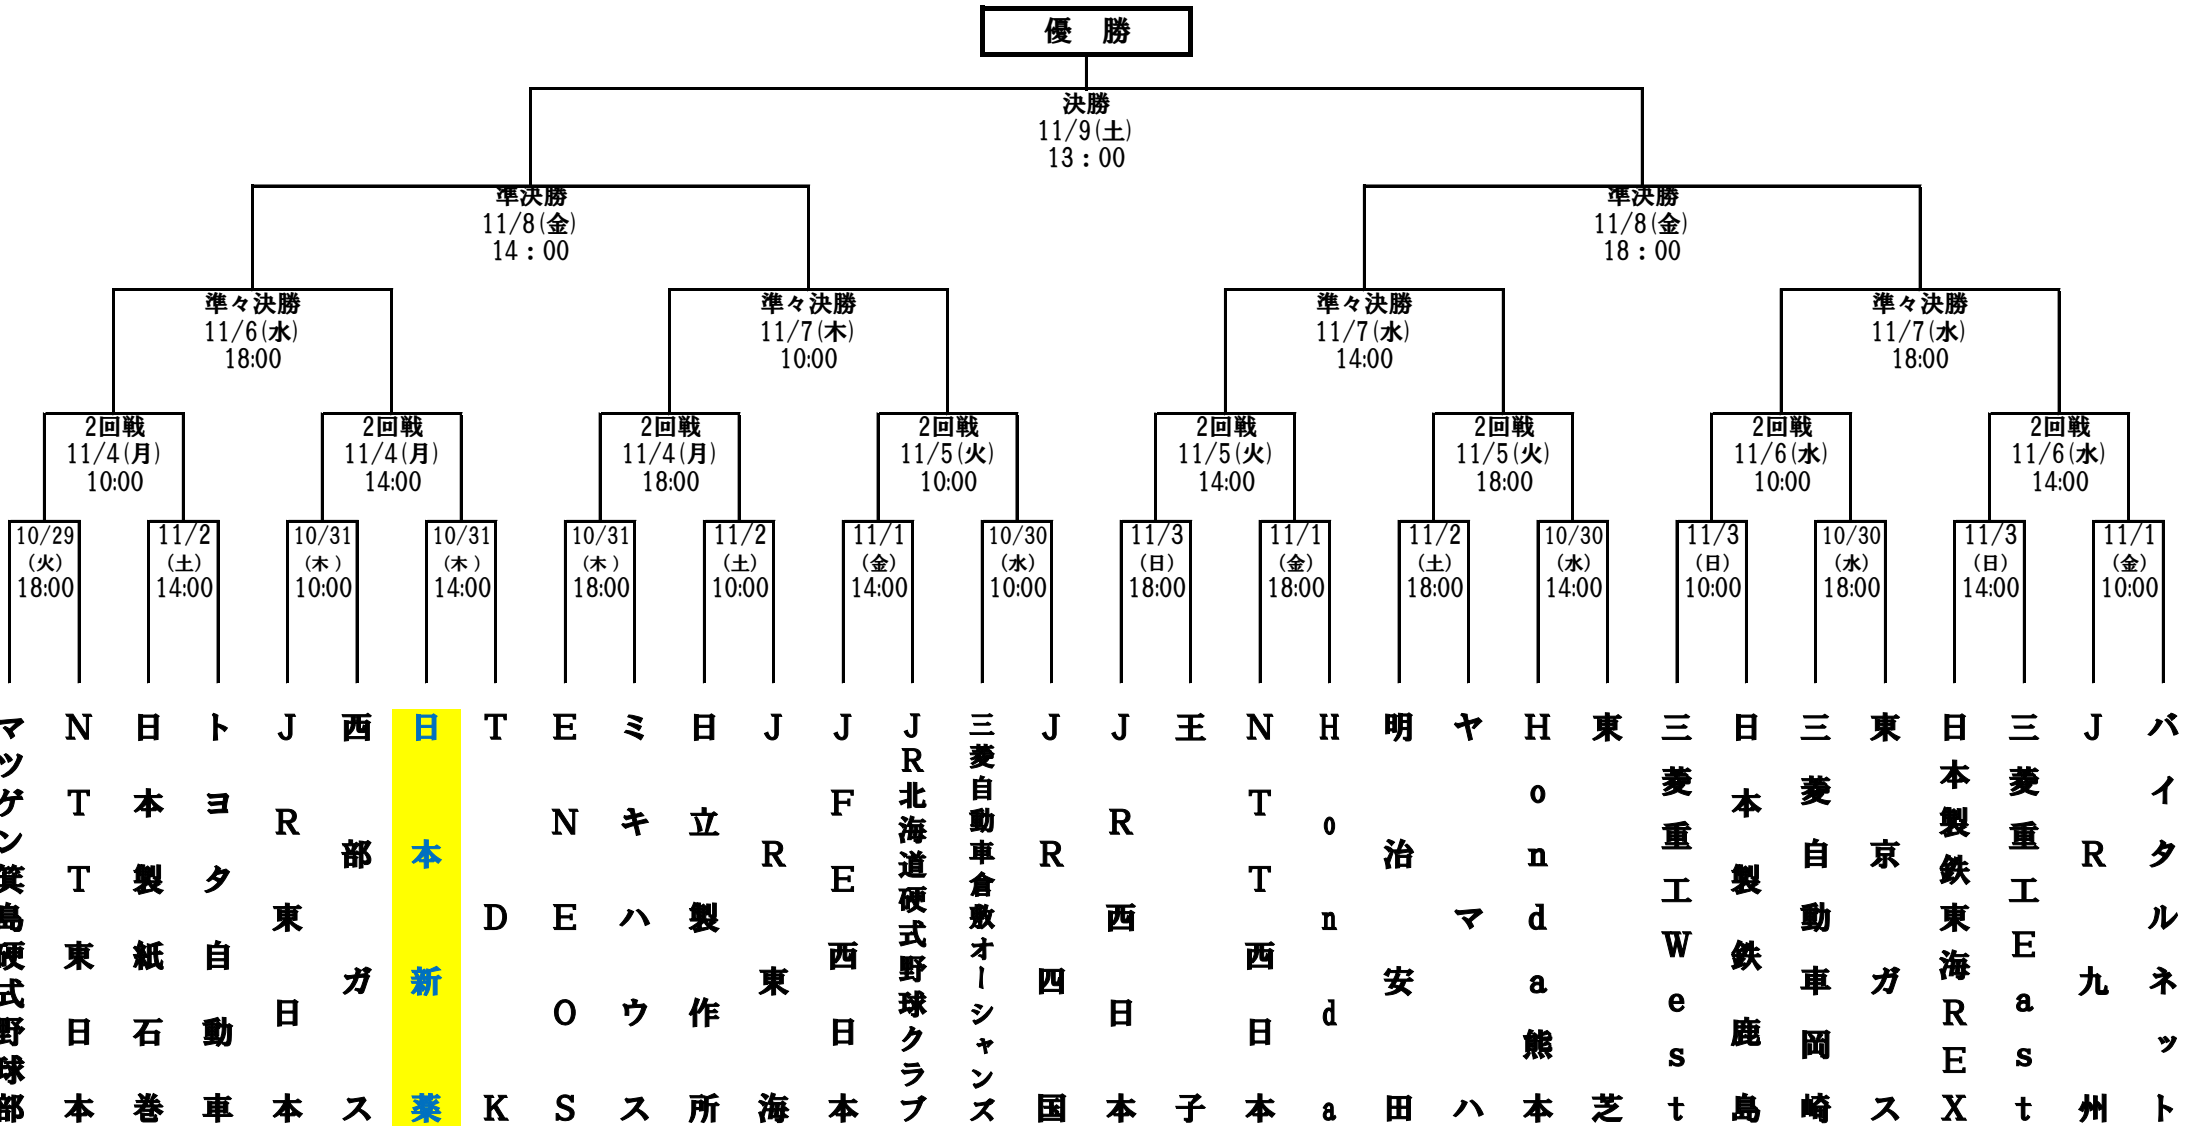 優　勝
決勝
11/9(土)
13：00
準決勝
11/8(金)
14：00
準決勝
11/8(金)
18：00
準々決勝
11/6(水)
18:00
準々決勝
11/7(木)
10:00
準々決勝
11/7(水)
14:00
準々決勝
11/7(水)
18:00
2回戦
11/4(月)
10:00
2回戦
11/4(月)
14:00
2回戦
11/4(月)
18:00
2回戦
11/5(火)
10:00
2回戦
11/5(火)
14:00
2回戦
11/5(火)
18:00
2回戦
11/6(水)
10:00
2回戦
11/6(水)
14:00
10/29
(火)
18:00
11/2
(土)
14:00
10/31
(木)
10:00
10/31
(木)
14:00
10/31
(木)
18:00
11/2
(土)
10:00
11/1
(金)
14:00
10/30
(水)
10:00
11/3
(日)
18:00
11/1
(金)
18:00
11/2
(土)
18:00
10/30
(水)
14:00
11/3
(日)
10:00
10/30
(水)
18:00
11/3
(日)
14:00
11/1
(金)
10:00
マツゲン箕島硬式野球部
NTT東日本
日本製紙石巻
トヨタ自動車
JR東日本
西部ガス
日本新薬
TDK
ENEOS
ミキハウス
日立製作所
JR東海
JFE西日本
JR北海道硬式野球クラブ
三菱自動車倉敷オーシャンズ
JR四国
JR西日本
王子
NTT西日本
Honda
明治安田
ヤマハ
Honda熊本
東芝
三菱重工West
日本製鉄鹿島
三菱自動車岡崎
東京ガス
日本製鉄東海REX
三菱重工East
JR九州
バイタルネット